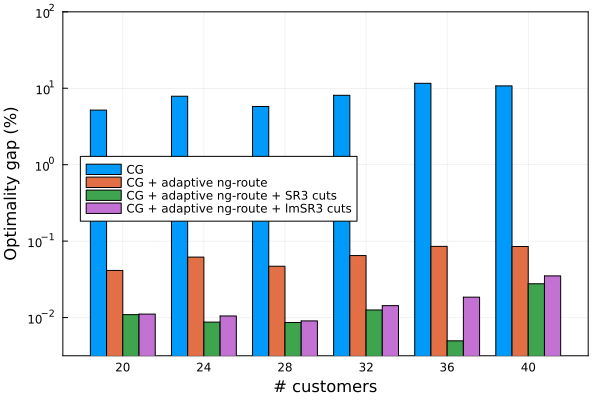 Optimality gap (%)
10^2
10^1
10^0
10^−1
10^−2
CG
CG + adaptive ng-route
CG + adaptive ng-route + SR3 cuts
CG + adaptive ng-route + lmSR3 cuts
20 24 28 32 36 40
# customers